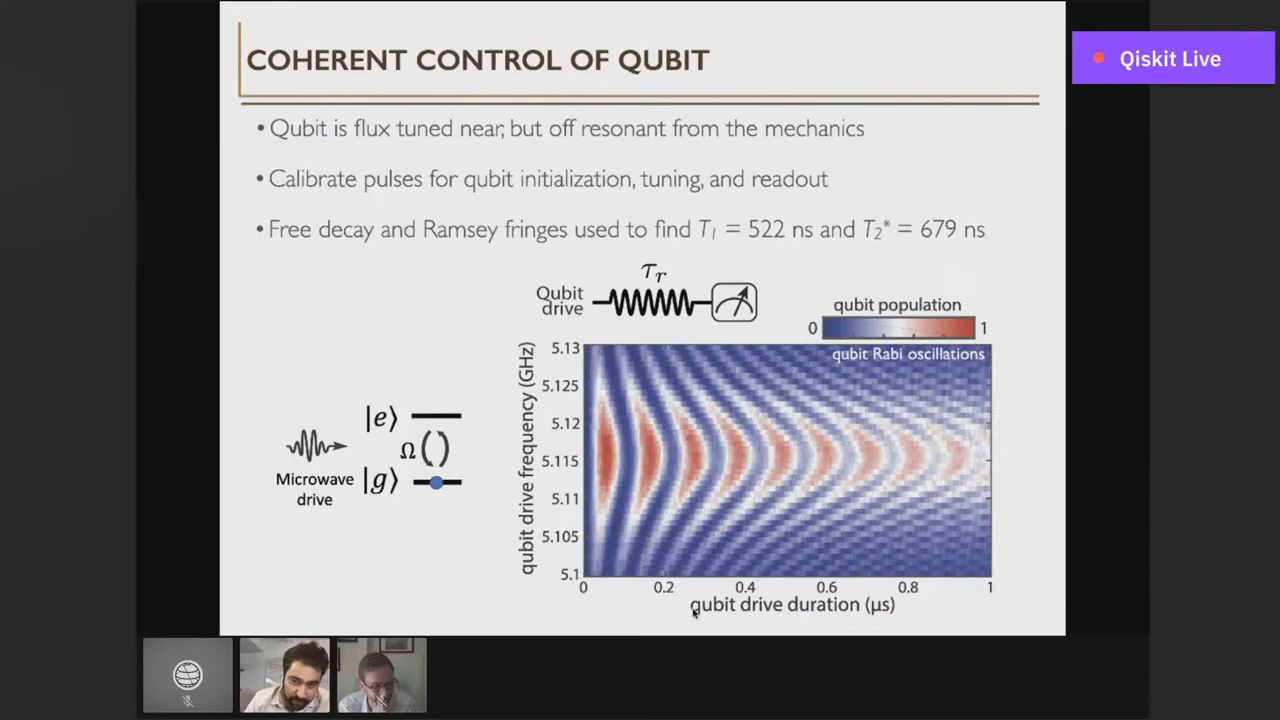 Qiskit Live
COHERENT CONTROL OF QUBIT
• Qubit is flux tuned near, but off resonant from the mechanics
• Calibrate pulses for qubit initialization, tuning, and readout
• Free decay and Ramsey fringes used to find T₁ = 522 ns and T₂* = 679 ns
τᵣ
Qubit
drive
qubit population
0 1
qubit Rabi oscillations
qubit drive frequency (GHz)
5.13
5.125
5.12
5.115
5.11
5.105
5.1
0 0.2 0.4 0.6 0.8 1
qubit drive duration (μs)
|e⟩
Ω
|g⟩
Microwave
drive